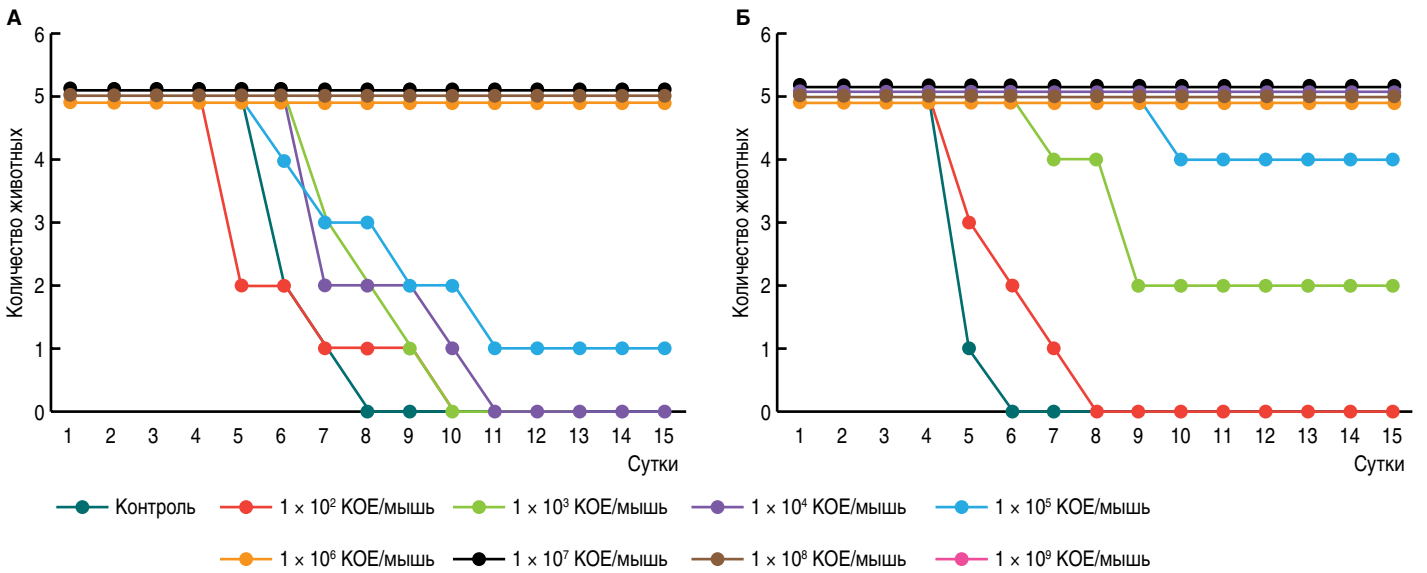 А
Количество животных
6
5
4
3
2
1
0
1 2 3 4 5 6 7 8 9 10 11 12 13 14 15
Сутки
Б
Количество животных
6
5
4
3
2
1
0
1 2 3 4 5 6 7 8 9 10 11 12 13 14 15
Сутки
Контроль 1 × 10² КОЕ/мышь 1 × 10³ КОЕ/мышь 1 × 10⁴ КОЕ/мышь 1 × 10⁵ КОЕ/мышь
1 × 10⁶ КОЕ/мышь 1 × 10⁷ КОЕ/мышь 1 × 10⁸ КОЕ/мышь 1 × 10⁹ КОЕ/мышь